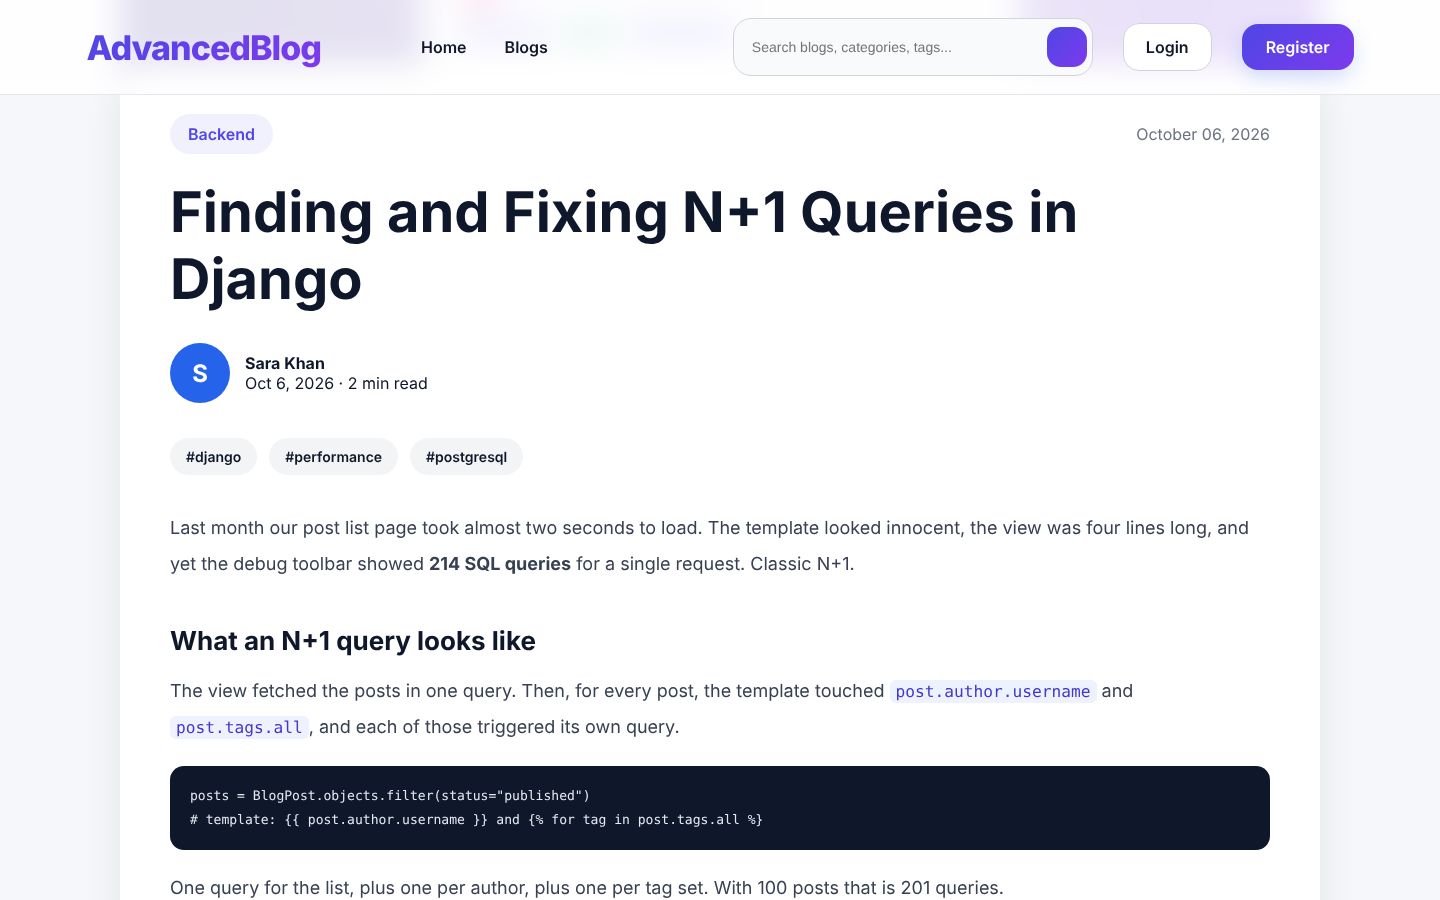 AdvancedBlog
Home
Blogs
Search blogs, categories, tags...
Login
Register
Backend
October 06, 2026
Finding and Fixing N+1 Queries in
Django
S
Sara Khan
Oct 6, 2026 · 2 min read
#django
#performance
#postgresql
Last month our post list page took almost two seconds to load. The template looked innocent, the view was four lines long, and
yet the debug toolbar showed 214 SQL queries for a single request. Classic N+1.
What an N+1 query looks like
The view fetched the posts in one query. Then, for every post, the template touched post.author.username and
post.tags.all, and each of those triggered its own query.
posts = BlogPost.objects.filter(status="published")
# template: {{ post.author.username }} and {% for tag in post.tags.all %}
One query for the list, plus one per author, plus one per tag set. With 100 posts that is 201 queries.